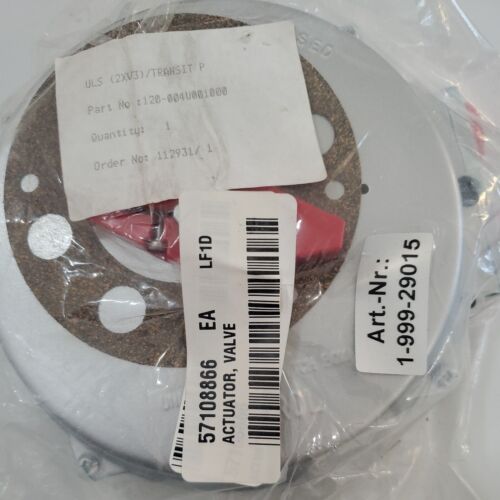 ULS (2XV3)/TRANSIT P
Part No :120-004U001000
Quantity: 1
Order No: 112931/ 1
57108866 EA LF1D
ACTUATOR, VALVE
Art.-Nr.:
1-999-29015